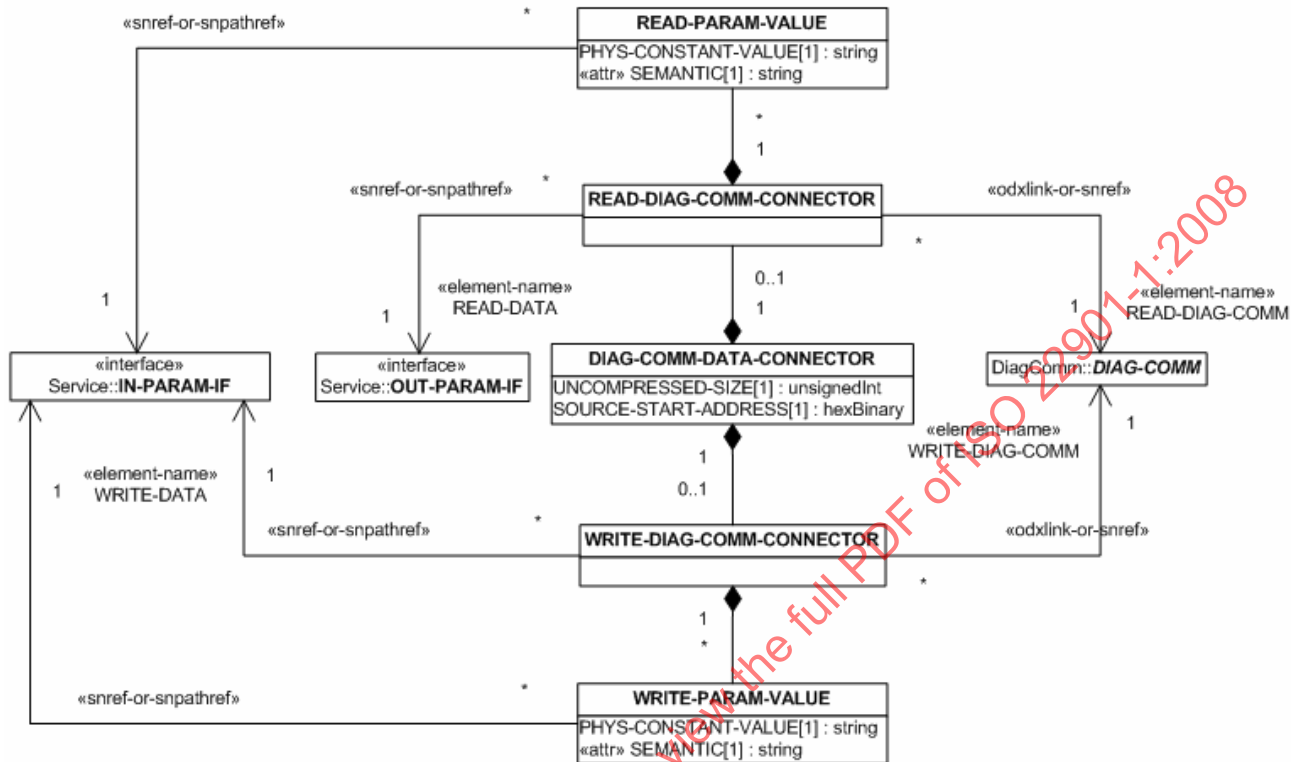 «snref-or-snpathref»
*
READ-PARAM-VALUE
PHYS-CONSTANT-VALUE[1] : string
«attr» SEMANTIC[1] : string
*
1
«snref-or-snpathref»
*
READ-DIAG-COMM-CONNECTOR
«odxlink-or-snref»
*
0..1
1
«element-name»
READ-DATA
1
1
1
«element-name»
READ-DIAG-COMM
«interface»
Service::IN-PARAM-IF
«interface»
Service::OUT-PARAM-IF
DIAG-COMM-DATA-CONNECTOR
UNCOMPRESSED-SIZE[1] : unsignedInt
SOURCE-START-ADDRESS[1] : hexBinary
DiagComm::DIAG-COMM
1
«element-name»
WRITE-DIAG-COMM
1
0..1
«element-name»
WRITE-DATA
1
1
«snref-or-snpathref»
*
WRITE-DIAG-COMM-CONNECTOR
«odxlink-or-snref»
*
1
*
«snref-or-snpathref»
*
WRITE-PARAM-VALUE
PHYS-CONSTANT-VALUE[1] : string
«attr» SEMANTIC[1] : string
view the full PDF of ISO 22901-1:2008